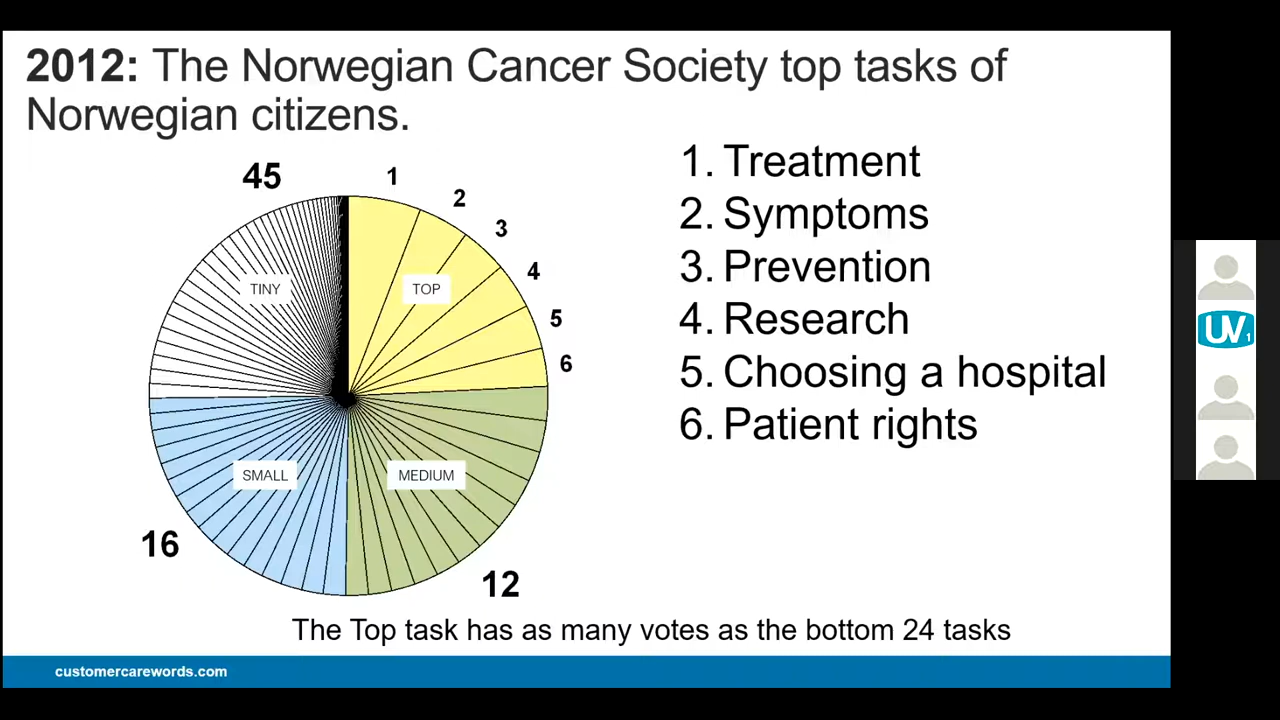 2012: The Norwegian Cancer Society top tasks of
Norwegian citizens.
45
1
2
3
4
5
6
TINY
TOP
SMALL
MEDIUM
16
12
1. Treatment
2. Symptoms
3. Prevention
4. Research
5. Choosing a hospital
6. Patient rights
The Top task has as many votes as the bottom 24 tasks
customercarewords.com
UV1